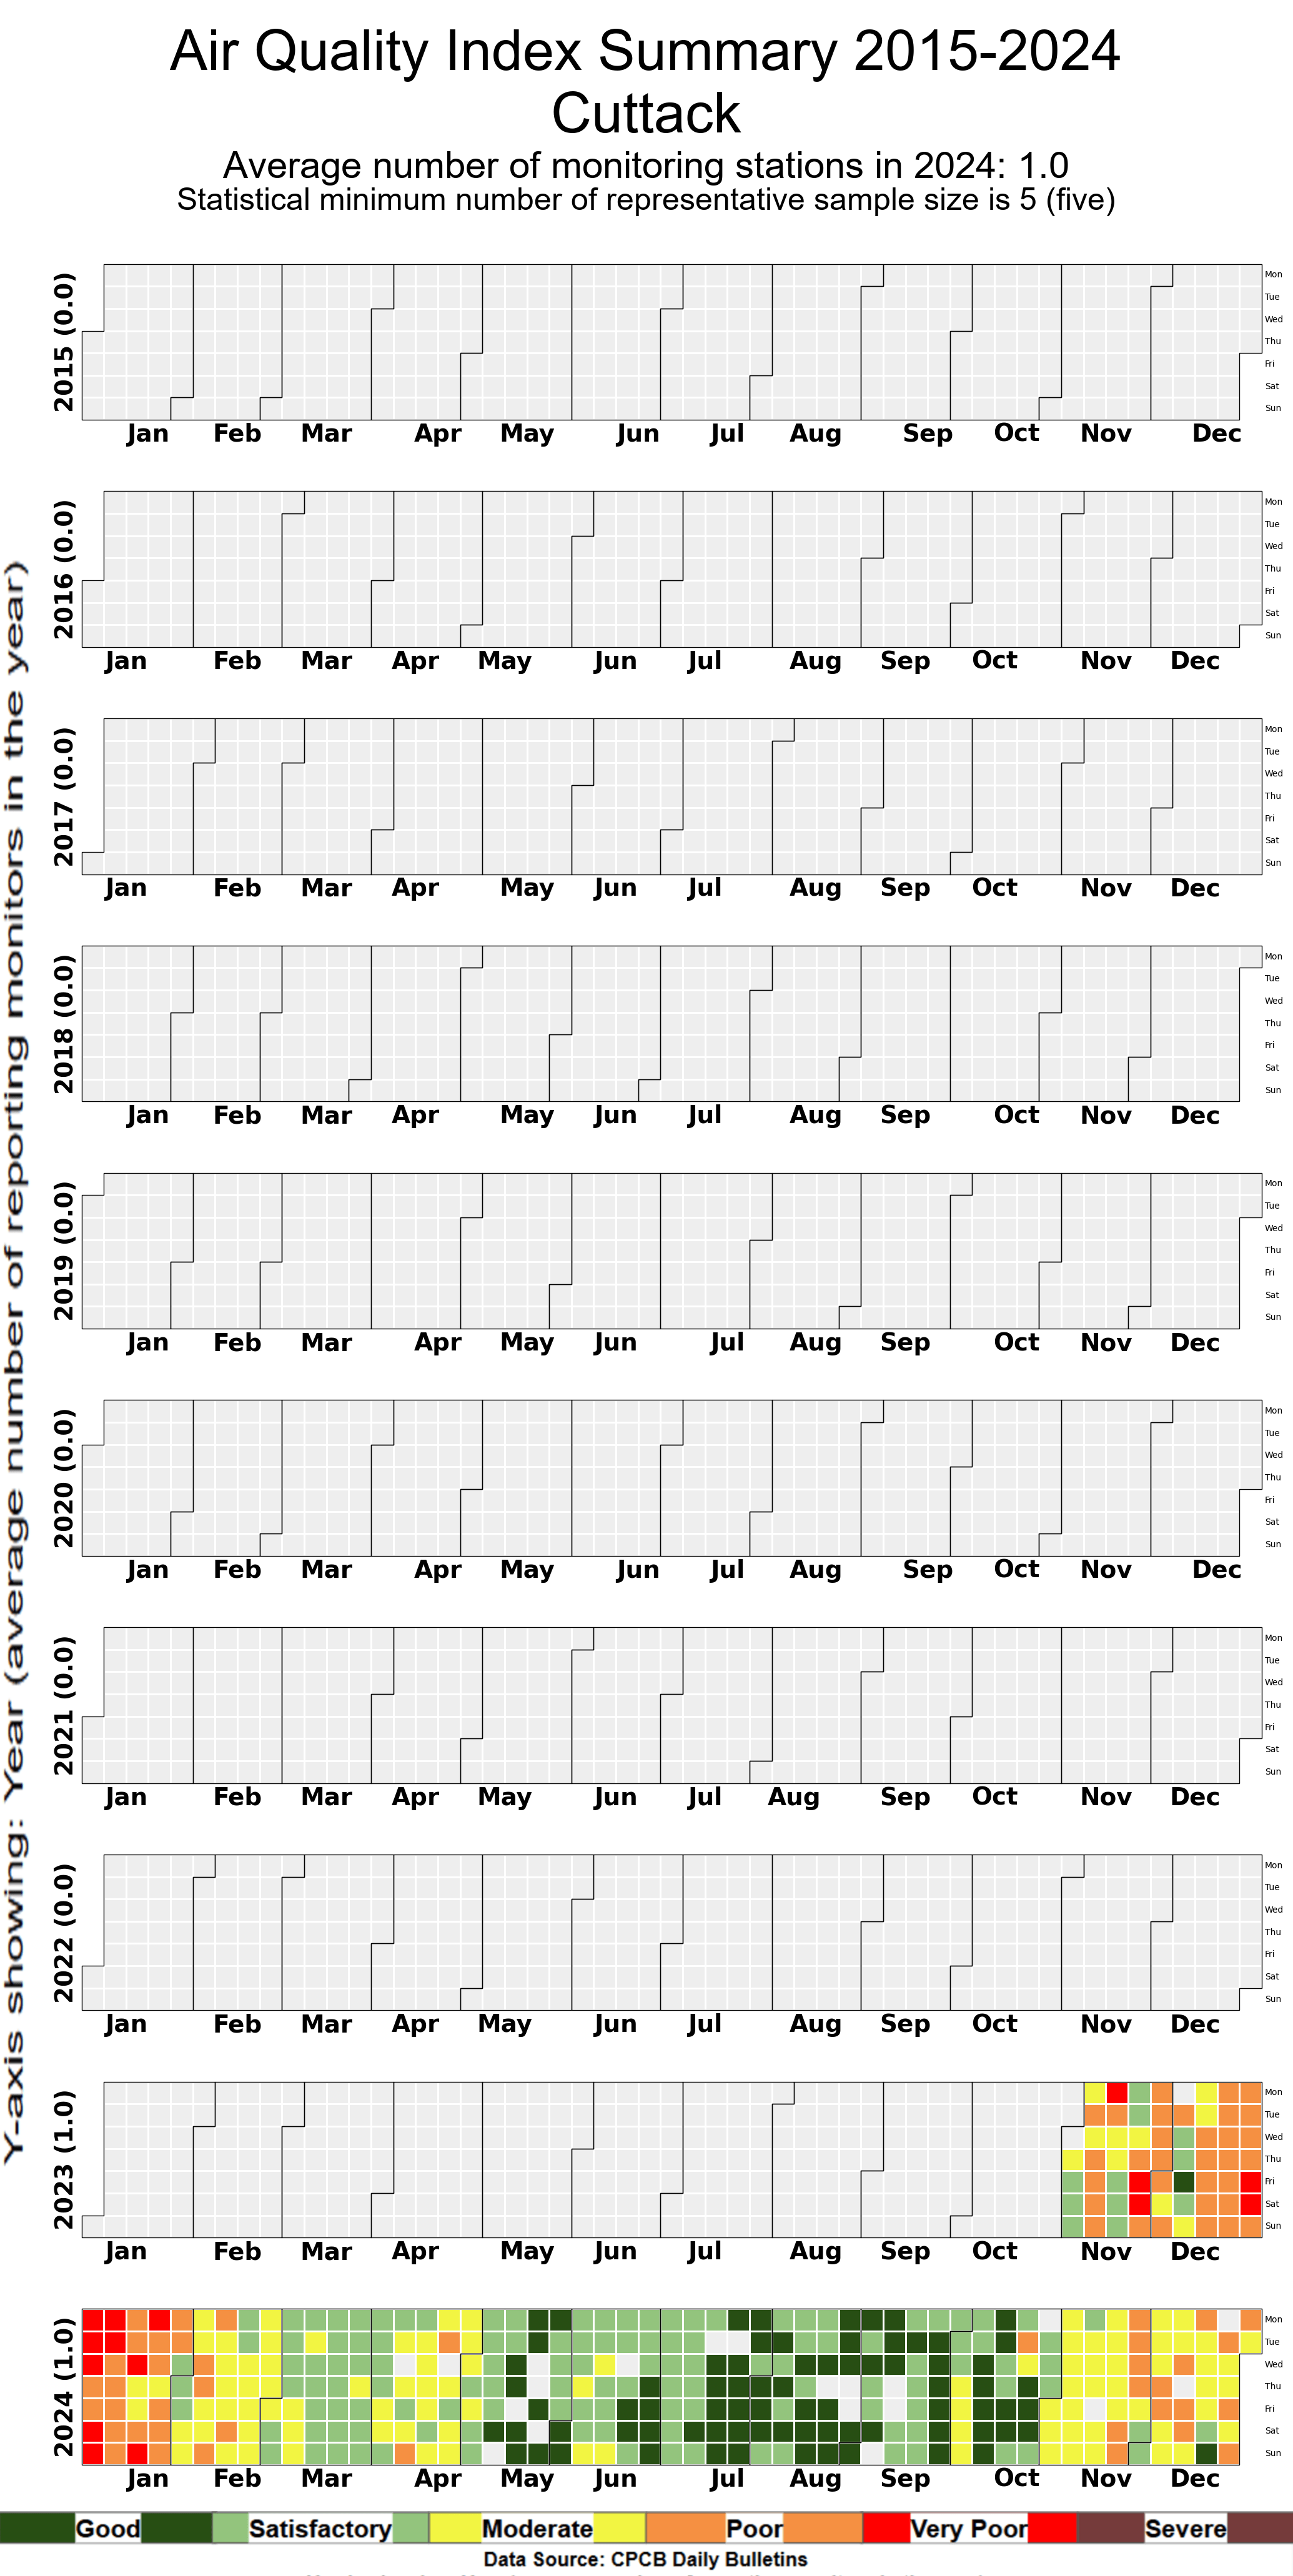 Air Quality Index Summary 2015-2024
Cuttack
Average number of monitoring stations in 2024: 1.0
Statistical minimum number of representative sample size is 5 (five)
Y-axis showing: Year (average number of reporting monitors in the year)
2015 (0.0)
Mon
Tue
Wed
Thu
Fri
Sat
Sun
Jan Feb Mar Apr May Jun Jul Aug Sep Oct Nov Dec
2016 (0.0)
Mon
Tue
Wed
Thu
Fri
Sat
Sun
Jan Feb Mar Apr May Jun Jul Aug Sep Oct Nov Dec
2017 (0.0)
Mon
Tue
Wed
Thu
Fri
Sat
Sun
Jan Feb Mar Apr May Jun Jul Aug Sep Oct Nov Dec
2018 (0.0)
Mon
Tue
Wed
Thu
Fri
Sat
Sun
Jan Feb Mar Apr May Jun Jul Aug Sep Oct Nov Dec
2019 (0.0)
Mon
Tue
Wed
Thu
Fri
Sat
Sun
Jan Feb Mar Apr May Jun Jul Aug Sep Oct Nov Dec
2020 (0.0)
Mon
Tue
Wed
Thu
Fri
Sat
Sun
Jan Feb Mar Apr May Jun Jul Aug Sep Oct Nov Dec
2021 (0.0)
Mon
Tue
Wed
Thu
Fri
Sat
Sun
Jan Feb Mar Apr May Jun Jul Aug Sep Oct Nov Dec
2022 (0.0)
Mon
Tue
Wed
Thu
Fri
Sat
Sun
Jan Feb Mar Apr May Jun Jul Aug Sep Oct Nov Dec
2023 (1.0)
Mon
Tue
Wed
Thu
Fri
Sat
Sun
Jan Feb Mar Apr May Jun Jul Aug Sep Oct Nov Dec
2024 (1.0)
Mon
Tue
Wed
Thu
Fri
Sat
Sun
Jan Feb Mar Apr May Jun Jul Aug Sep Oct Nov Dec
Good Satisfactory Moderate Poor Very Poor Severe
Data Source: CPCB Daily Bulletins